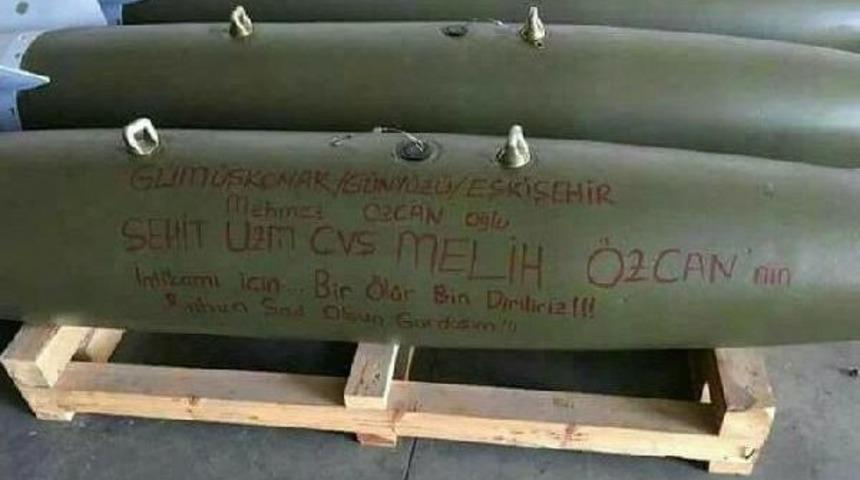 GÜMÜŞKONAK/GÜNYÜZÜ/ESKİŞEHİR
Mehmet ÖZCAN oğlu
ŞEHİT UZM ÇVŞ MELİH ÖZCAN'nın
İntikamı için... Bir Ölür Bin Diriliriz!!!
Ruhun Şad Olsun Gardaşım!!!